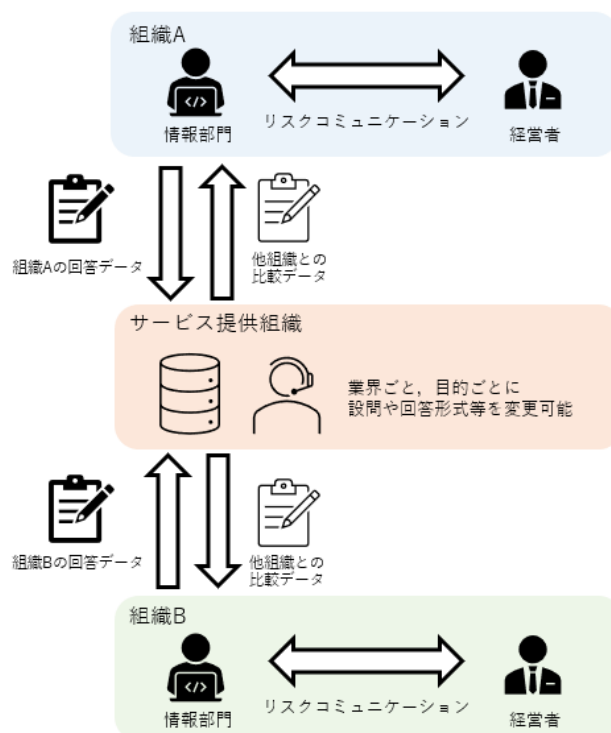 組織A
</>
情報部門
リスクコミュニケーション
経営者
組織Aの回答データ
他組織との
比較データ
サービス提供組織
業界ごと，目的ごとに
設問や回答形式等を変更可能
組織Bの回答データ
他組織との
比較データ
組織B
</>
情報部門
リスクコミュニケーション
経営者